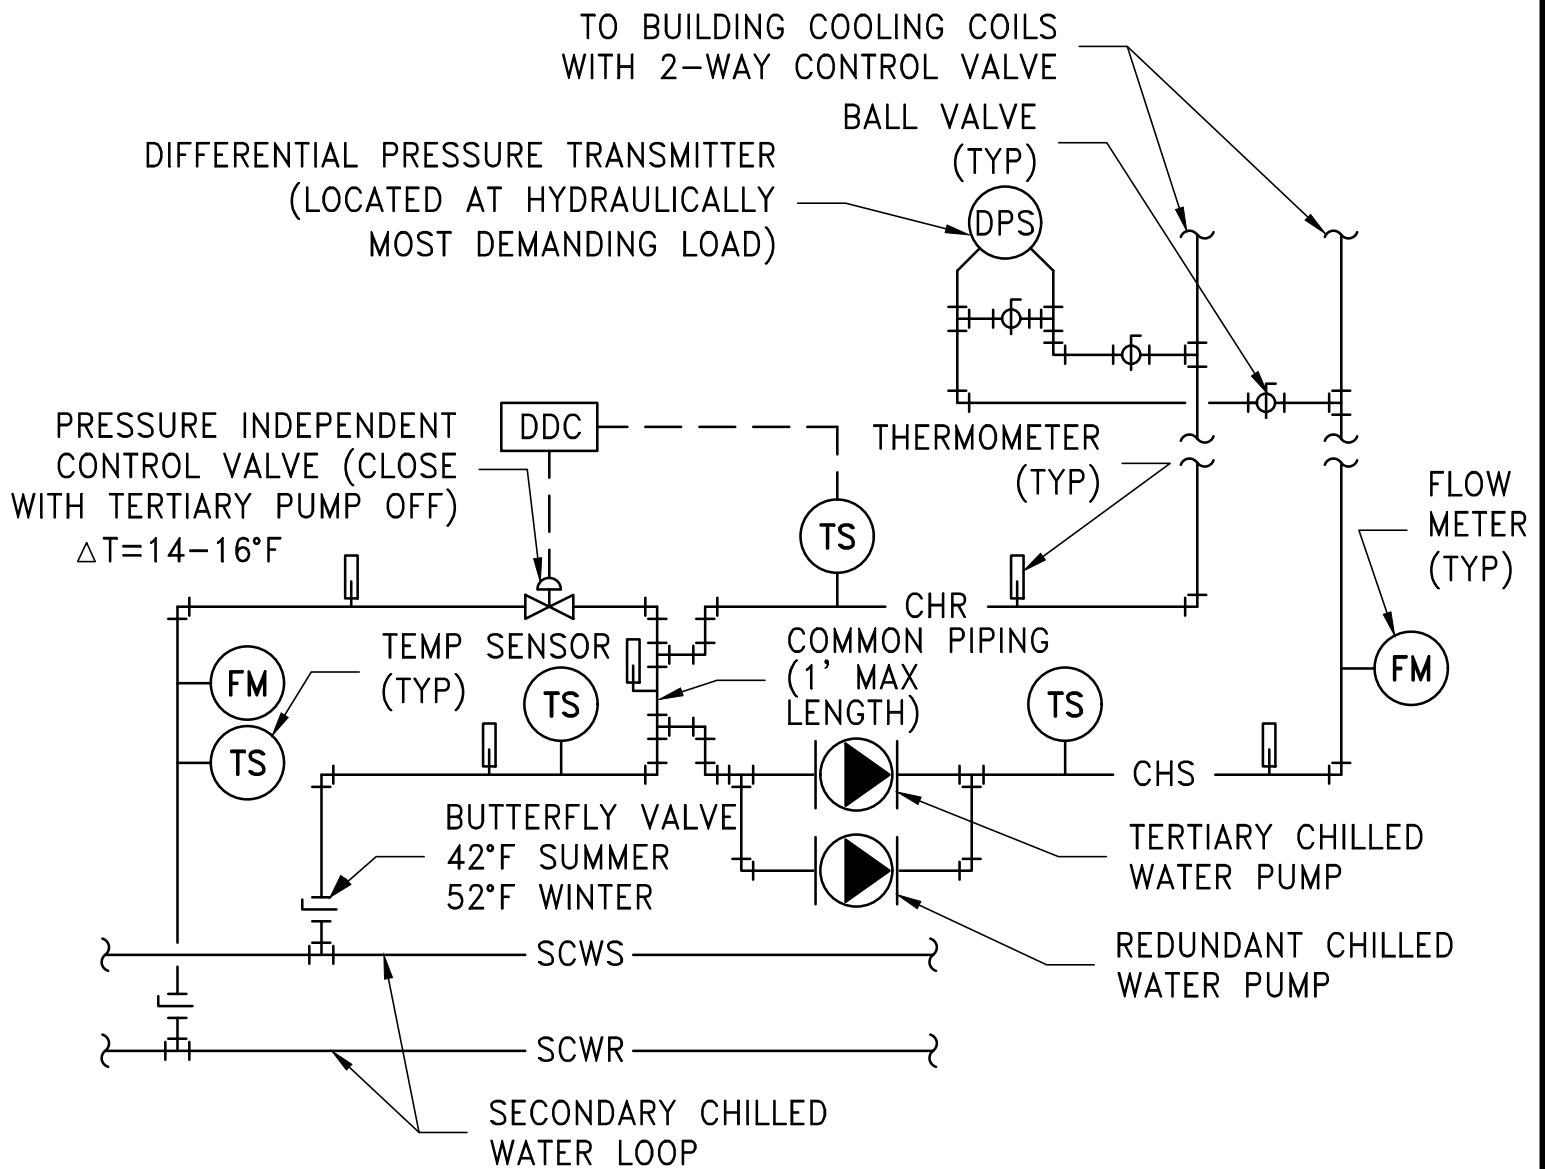 TO BUILDING COOLING COILS
WITH 2-WAY CONTROL VALVE
BALL VALVE
(TYP)
DIFFERENTIAL PRESSURE TRANSMITTER
(LOCATED AT HYDRAULICALLY
MOST DEMANDING LOAD)
DPS
PRESSURE INDEPENDENT
CONTROL VALVE (CLOSE
WITH TERTIARY PUMP OFF)
△T=14-16°F
DDC
THERMOMETER
(TYP)
FLOW
METER
(TYP)
TS
CHR
TEMP SENSOR
(TYP)
COMMON PIPING
(1' MAX
LENGTH)
FM
TS
TS
TS
FM
CHS
BUTTERFLY VALVE
42°F SUMMER
52°F WINTER
TERTIARY CHILLED
WATER PUMP
REDUNDANT CHILLED
WATER PUMP
SCWS
SCWR
SECONDARY CHILLED
WATER LOOP